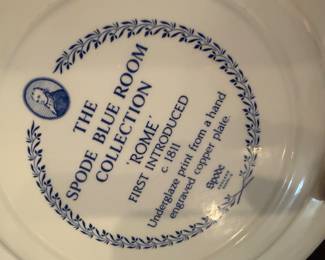 THE
SPODE BLUE ROOM
COLLECTION
'ROME'
FIRST INTRODUCED
c 1811
Underglaze print from a hand
engraved copper plate.
Spode